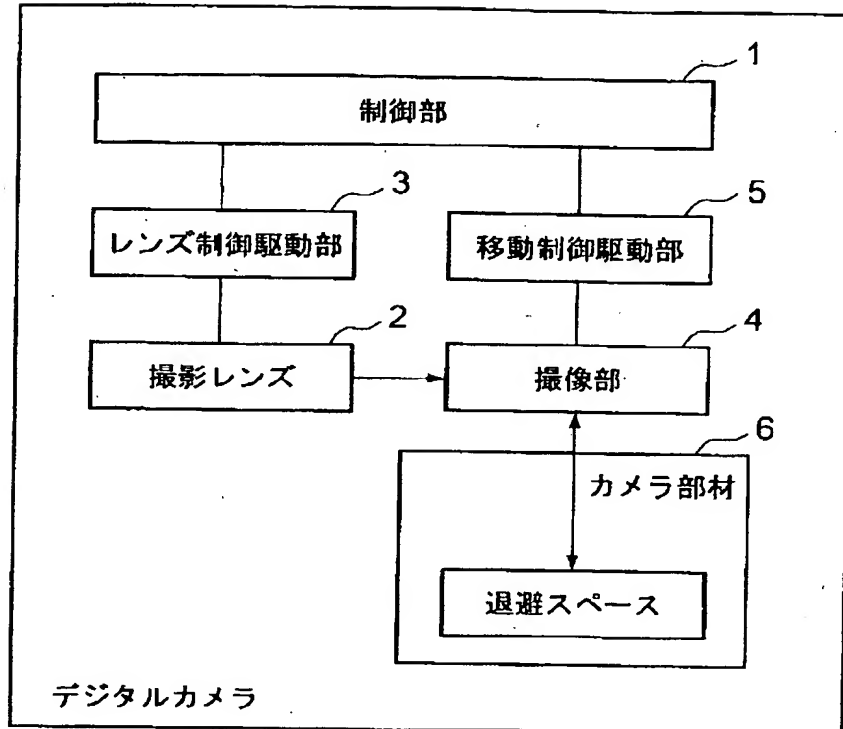 1
制御部
3
5
レンズ制御駆動部
移動制御駆動部
2
4
撮影レンズ
撮像部
6
カメラ部材
退避スペース
デジタルカメラ